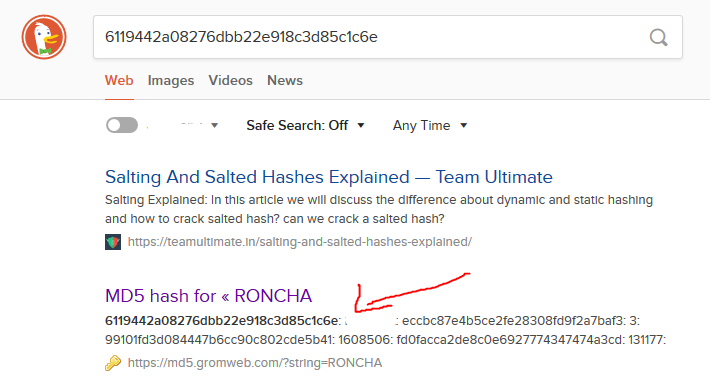 6119442a08276dbb22e918c3d85c1c6e
Web Images Videos News
Safe Search: Off Any Time
Salting And Salted Hashes Explained — Team Ultimate
Salting Explained: In this article we will discuss the difference about dynamic and static hashing
and how to crack salted hash? can we crack a salted hash?
https://teamultimate.in/salting-and-salted-hashes-explained/
MD5 hash for « RONCHA
6119442a08276dbb22e918c3d85c1c6e: : eccbc87e4b5ce2fe28308fd9f2a7baf3: 3:
99101fd3d084447b6cc90c802cde5b41: 1608506: fd0facca2de8c0e6927774347474a3cd: 131177:
https://md5.gromweb.com/?string=RONCHA